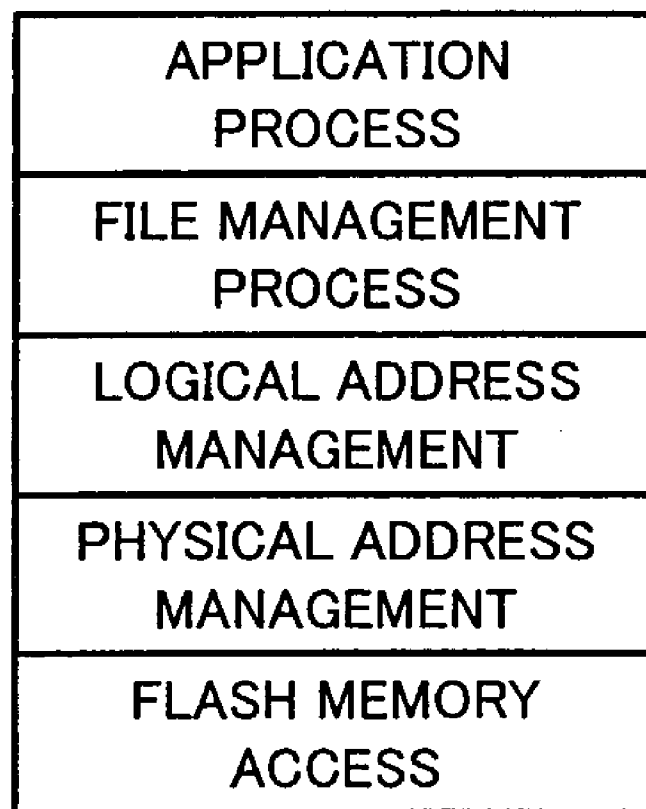 APPLICATION
PROCESS
FILE MANAGEMENT
PROCESS
LOGICAL ADDRESS
MANAGEMENT
PHYSICAL ADDRESS
MANAGEMENT
FLASH MEMORY
ACCESS